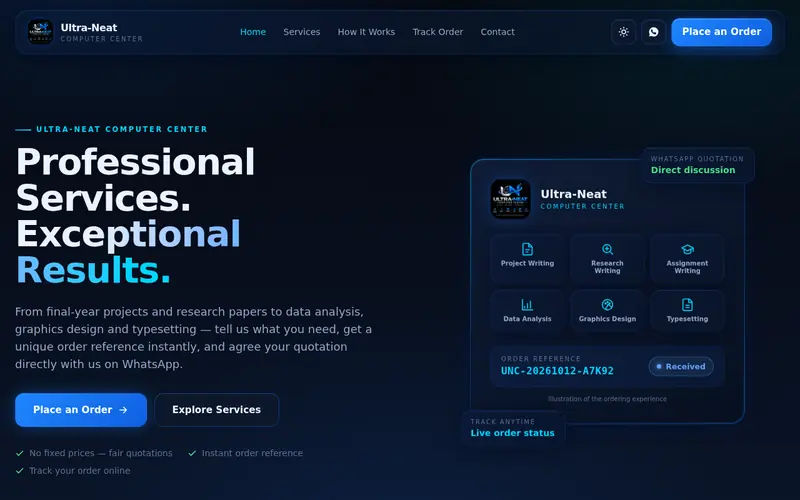 Ultra-Neat
COMPUTER CENTER
Home
Services
How it Works
Track Order
Contact
Place an Order
ULTRA-NEAT COMPUTER CENTER
Professional
Services.
Exceptional
Results.
From final-year projects and research papers to data analysis,
graphics design and typesetting — tell us what you need, get a
unique order reference instantly, and agree your quotation
directly with us on WhatsApp.
Place an Order →
Explore Services
No fixed prices — fair quotations
Instant order reference
Track your order online
WHATSAPP QUOTATION
Direct discussion
ULTRA-NEAT
Ultra-Neat
COMPUTER CENTER
Project Writing
Research
Writing
Assignment
Writing
Data Analysis
Graphics Design
Typesetting
ORDER REFERENCE
UNC-20261012-A7K92
Received
Illustration of the ordering experience
TRACK ANYTIME
Live order status